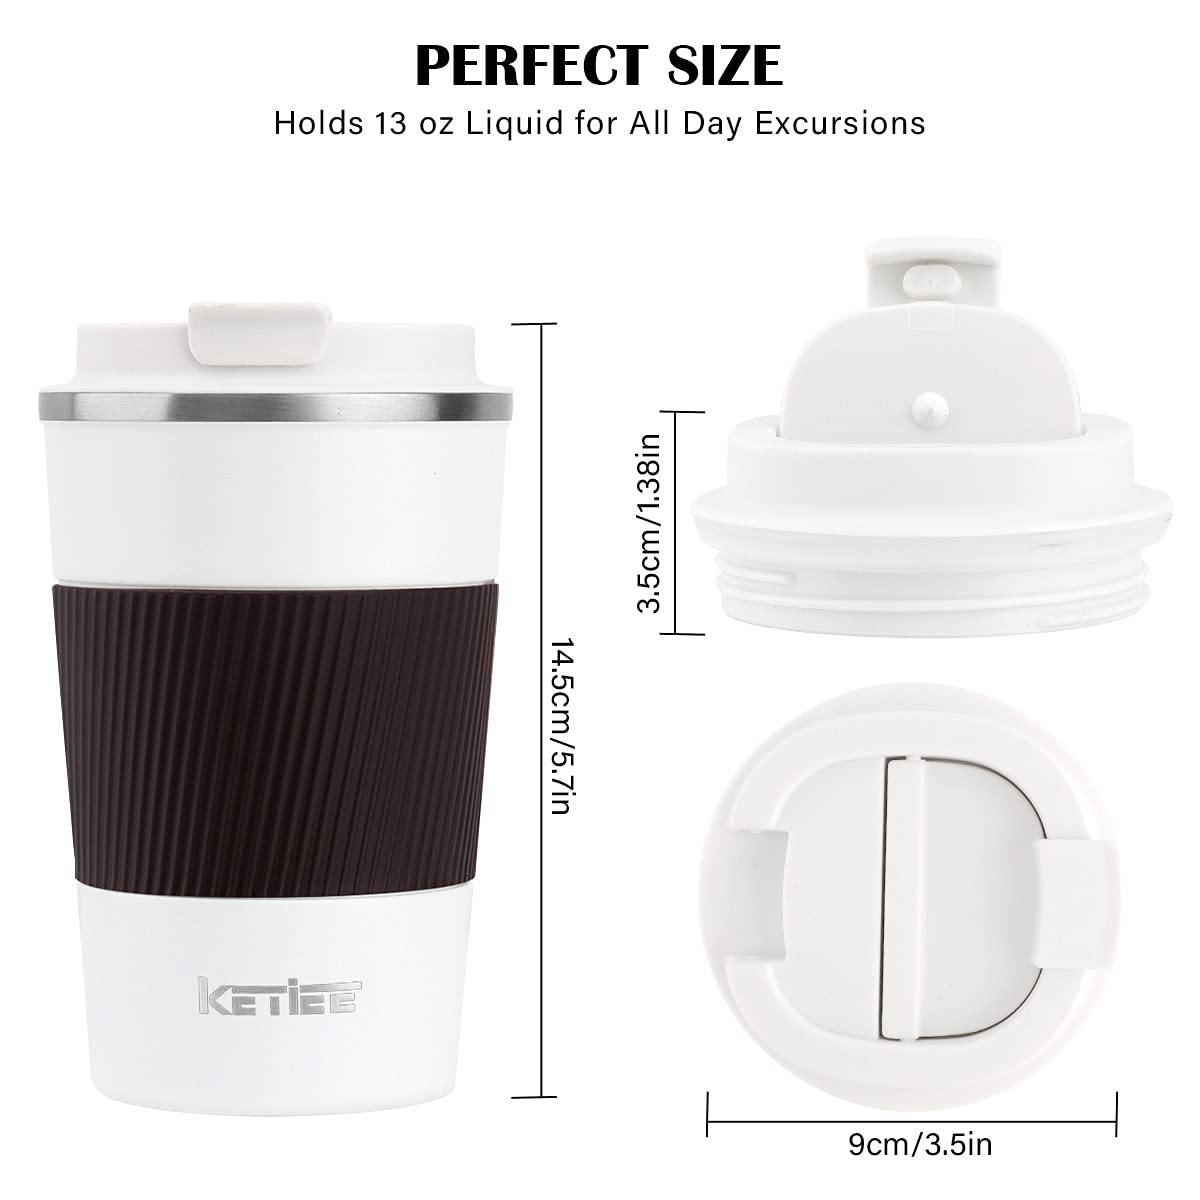 PERFECT SIZE
Holds 13 oz Liquid for All Day Excursions
3.5cm/1.38in
14.5cm/5.7in
KETIEE
9cm/3.5in